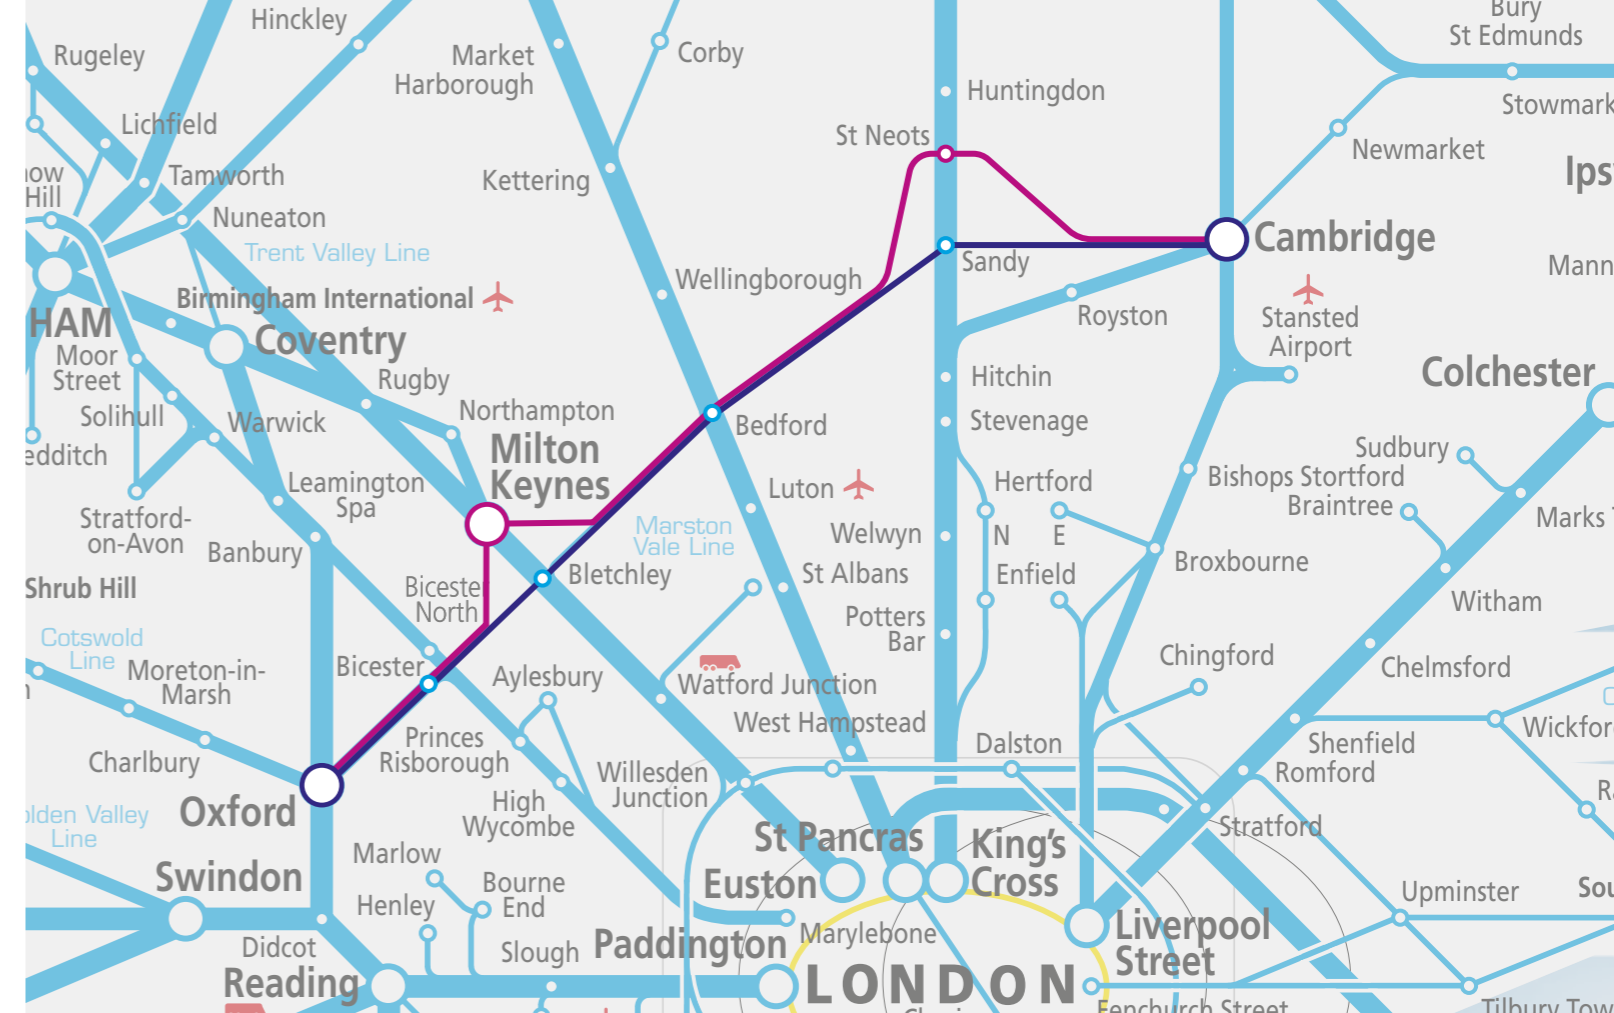 Bury
St Edmunds
Hinckley
Rugeley
Market
Harborough
Corby
Huntingdon
Stowmark
Lichfield
St Neots
Newmarket
Tamworth
Kettering
Hill
Nuneaton
Trent Valley Line
Cambridge
Sandy
Wellingborough
Birmingham International
HAM
Coventry
Royston
Stansted
Airport
Moor
Street
Rugby
Hitchin
Colchester
Solihull
Warwick
Northampton
Bedford
Stevenage
Milton
Keynes
edditch
Sudbury
Leamington
Spa
Luton
Hertford
Bishops Stortford
Braintree
Stratford-
on-Avon
Banbury
Marston
Vale Line
Welwyn
N E
Marks
Shrub Hill
Bicester
North
Bletchley
St Albans
Enfield
Broxbourne
Witham
Cotswold
Line
Potters
Bar
Moreton-in-
Marsh
Bicester
Aylesbury
Watford Junction
Chingford
Chelmsford
West Hampstead
Wickfor
Charlbury
Princes
Risborough
Dalston
Shenfield
Romford
Willesden
Junction
Oxford
High
Wycombe
olden Valley
Line
Stratford
St Pancras
King's
Cross
Marlow
Swindon
Bourne
End
Euston
Upminster
Henley
Marylebone
Liverpool
Street
Didcot
Slough
Paddington
Reading
LONDON
Fenchurch Street
Tilbury Tow